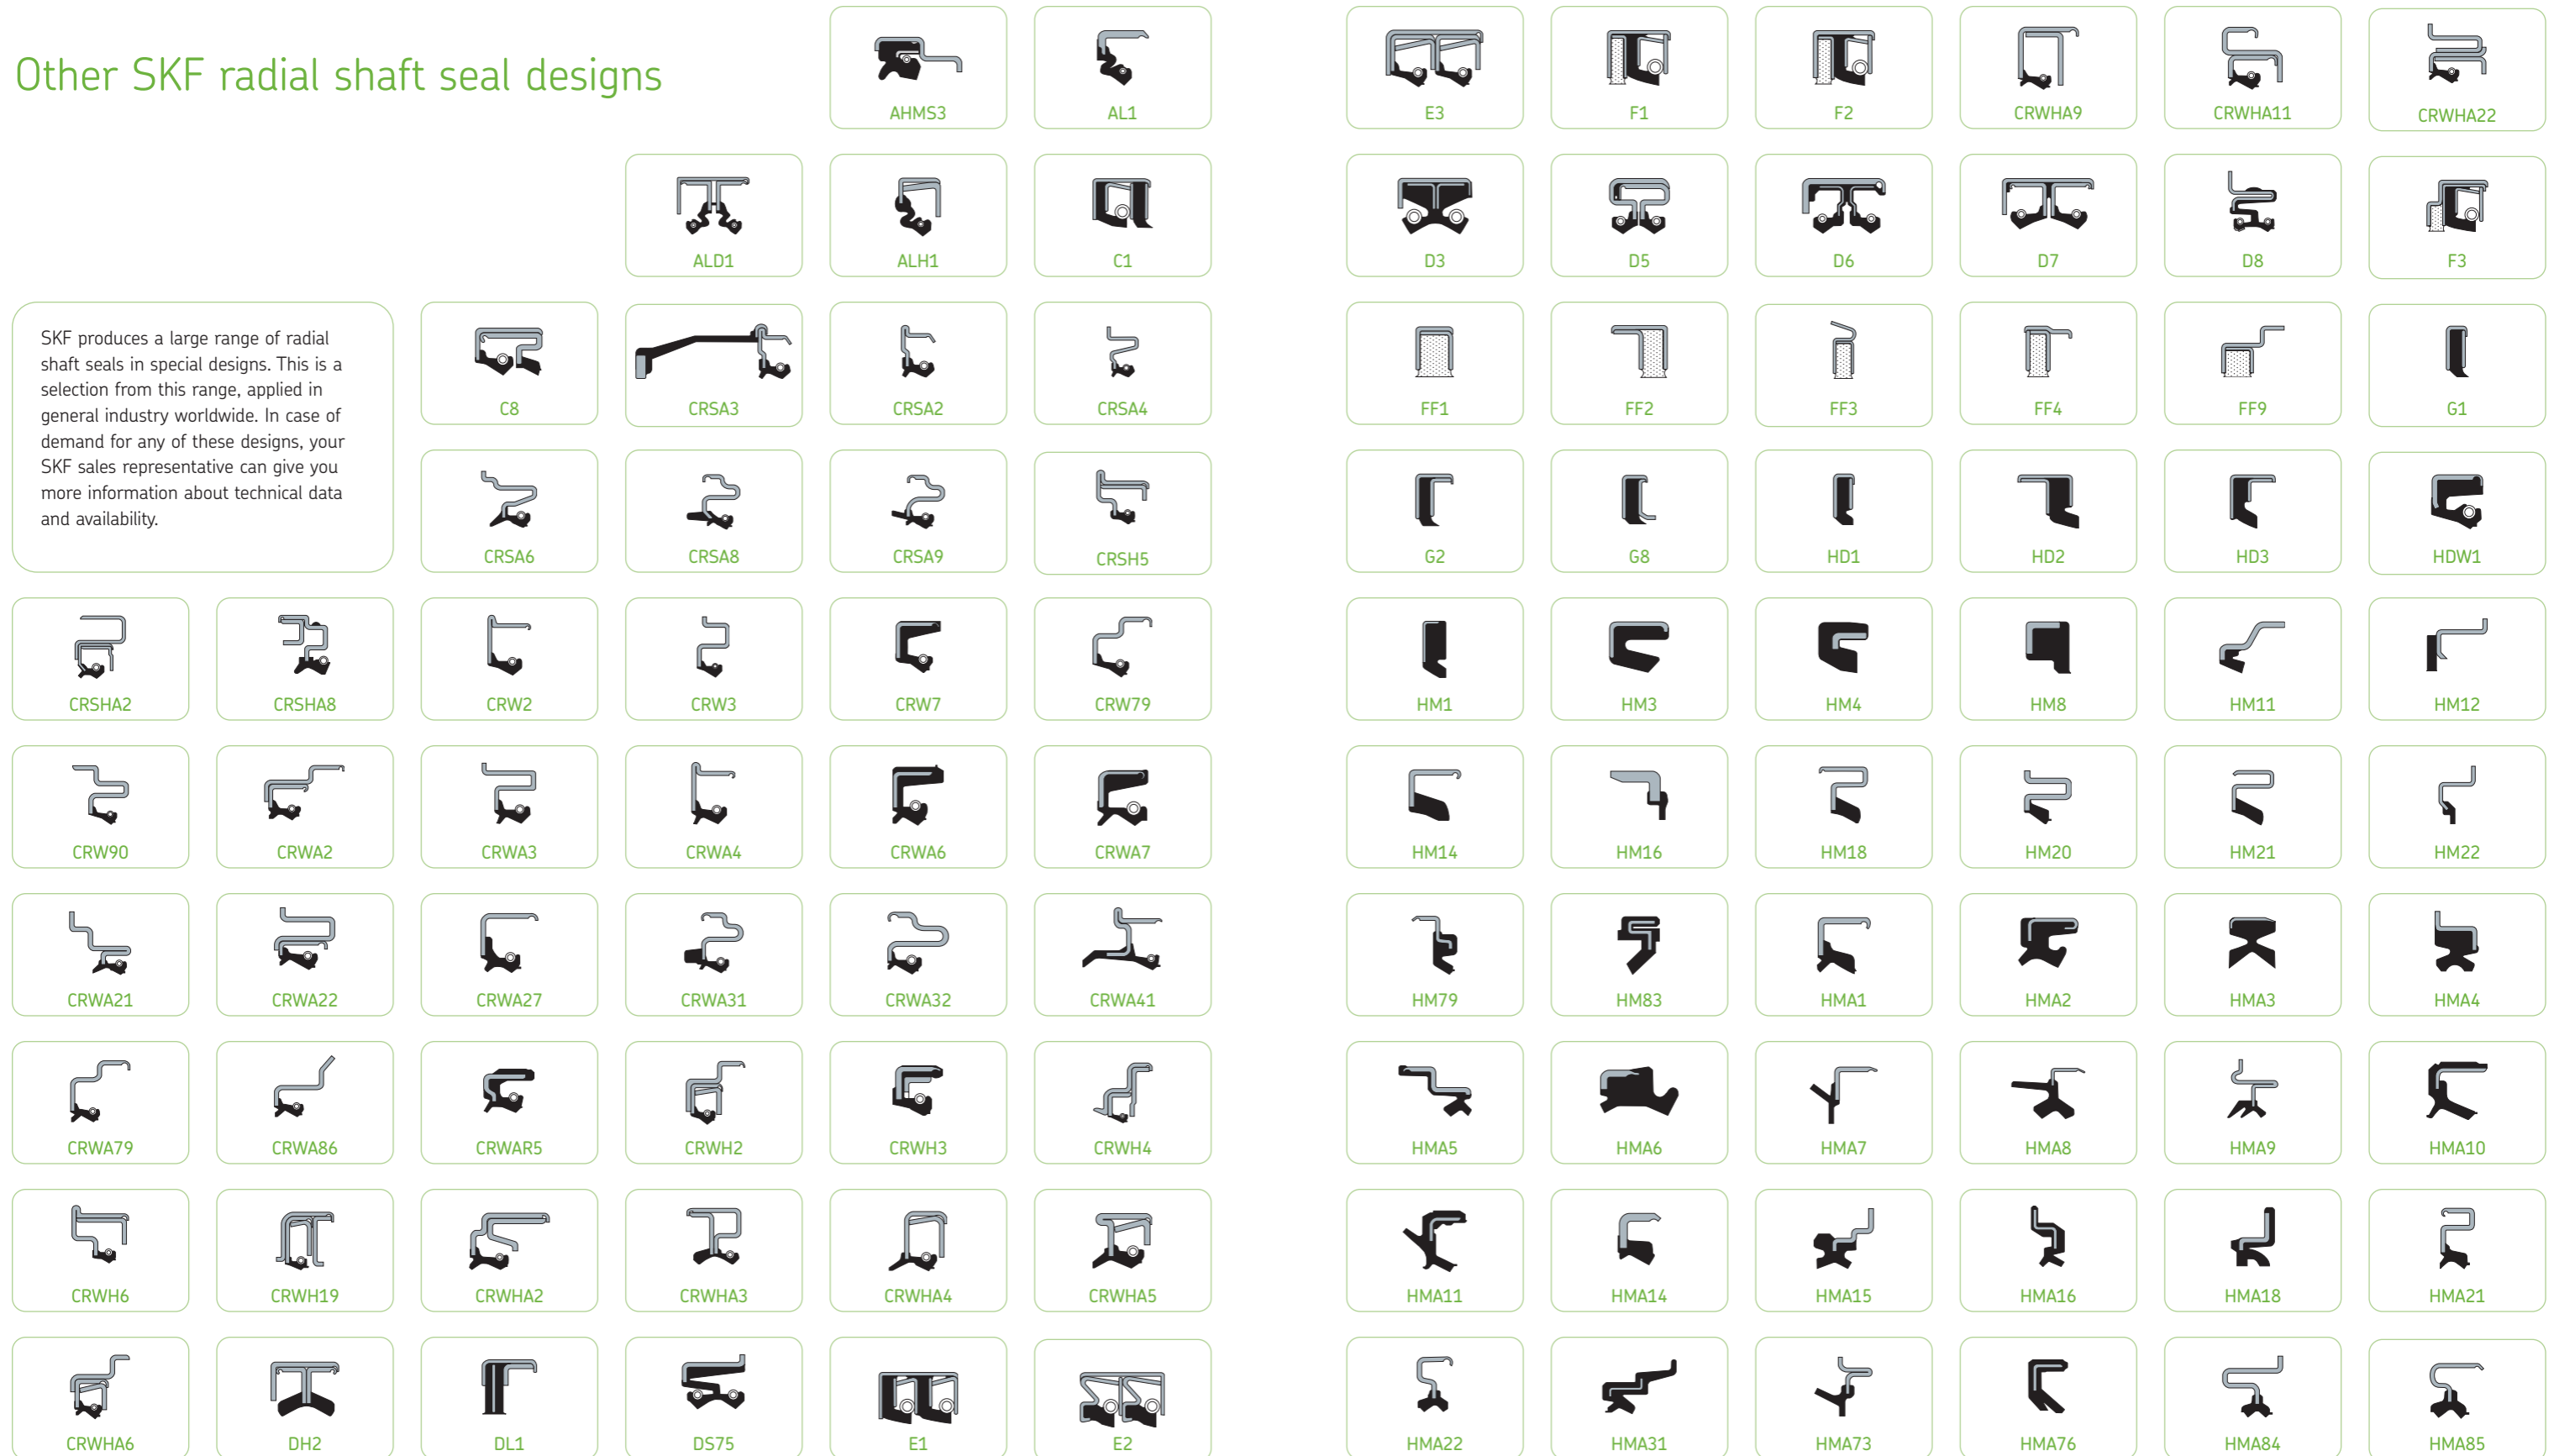 Other SKF radial shaft seal designs
AHMS3 AL1
ALD1 ALH1 C1
SKF produces a large range of radial
shaft seals in special designs. This is a
selection from this range, applied in
general industry worldwide. In case of
demand for any of these designs, your
SKF sales representative can give you
more information about technical data
and availability.
C8 CRSA3 CRSA2 CRSA4
CRSA6 CRSA8 CRSA9 CRSH5
CRSHA2 CRSHA8 CRW2 CRW3 CRW7 CRW79
CRW90 CRWA2 CRWA3 CRWA4 CRWA6 CRWA7
CRWA21 CRWA22 CRWA27 CRWA31 CRWA32 CRWA41
CRWA79 CRWA86 CRWAR5 CRWH2 CRWH3 CRWH4
CRWH6 CRWH19 CRWHA2 CRWHA3 CRWHA4 CRWHA5
CRWHA6 DH2 DL1 DS75 E1 E2
E3 F1 F2 CRWHA9 CRWHA11 CRWHA22
D3 D5 D6 D7 D8 F3
FF1 FF2 FF3 FF4 FF9 G1
G2 G8 HD1 HD2 HD3 HDW1
HM1 HM3 HM4 HM8 HM11 HM12
HM14 HM16 HM18 HM20 HM21 HM22
HM79 HM83 HMA1 HMA2 HMA3 HMA4
HMA5 HMA6 HMA7 HMA8 HMA9 HMA10
HMA11 HMA14 HMA15 HMA16 HMA18 HMA21
HMA22 HMA31 HMA73 HMA76 HMA84 HMA85